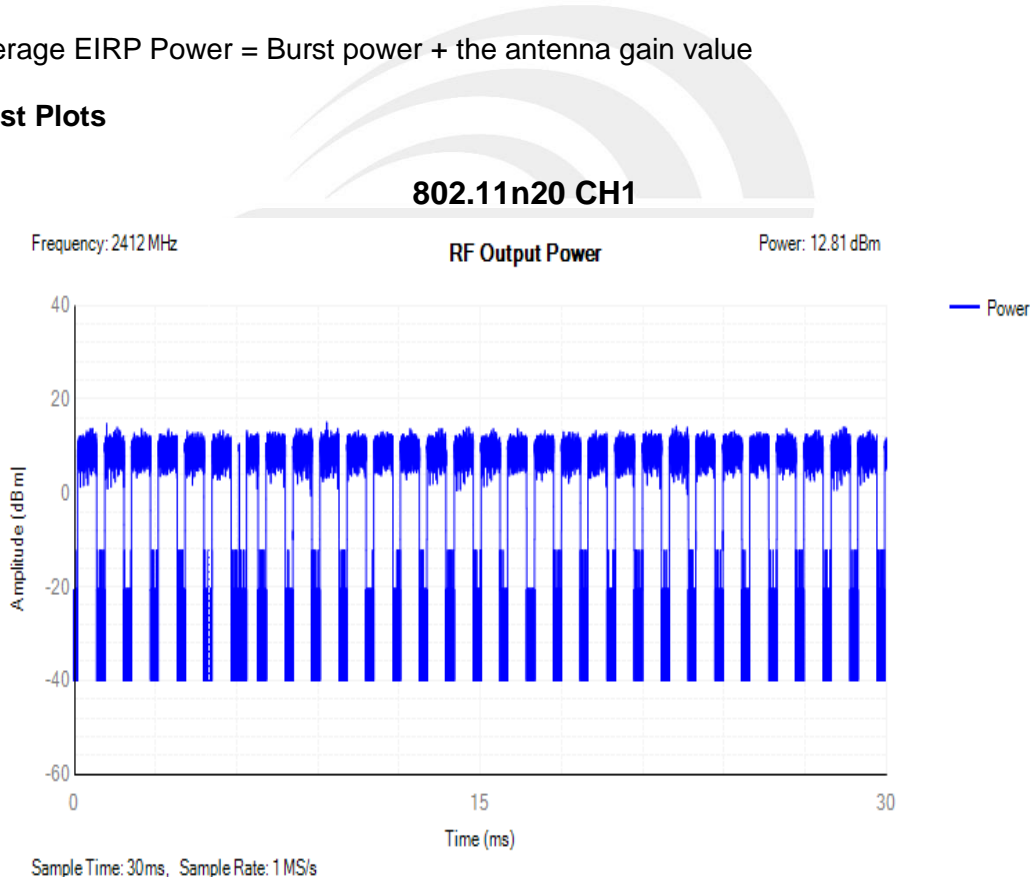 erage EIRP Power = Burst power + the antenna gain value
st Plots
802.11n20 CH1
Frequency: 2412 MHz
RF Output Power
Power: 12.81 dBm
40
Power
20
0
-20
-40
-60
Amplitude (dBm)
0
15
30
Time (ms)
Sample Time: 30ms, Sample Rate: 1 MS/s